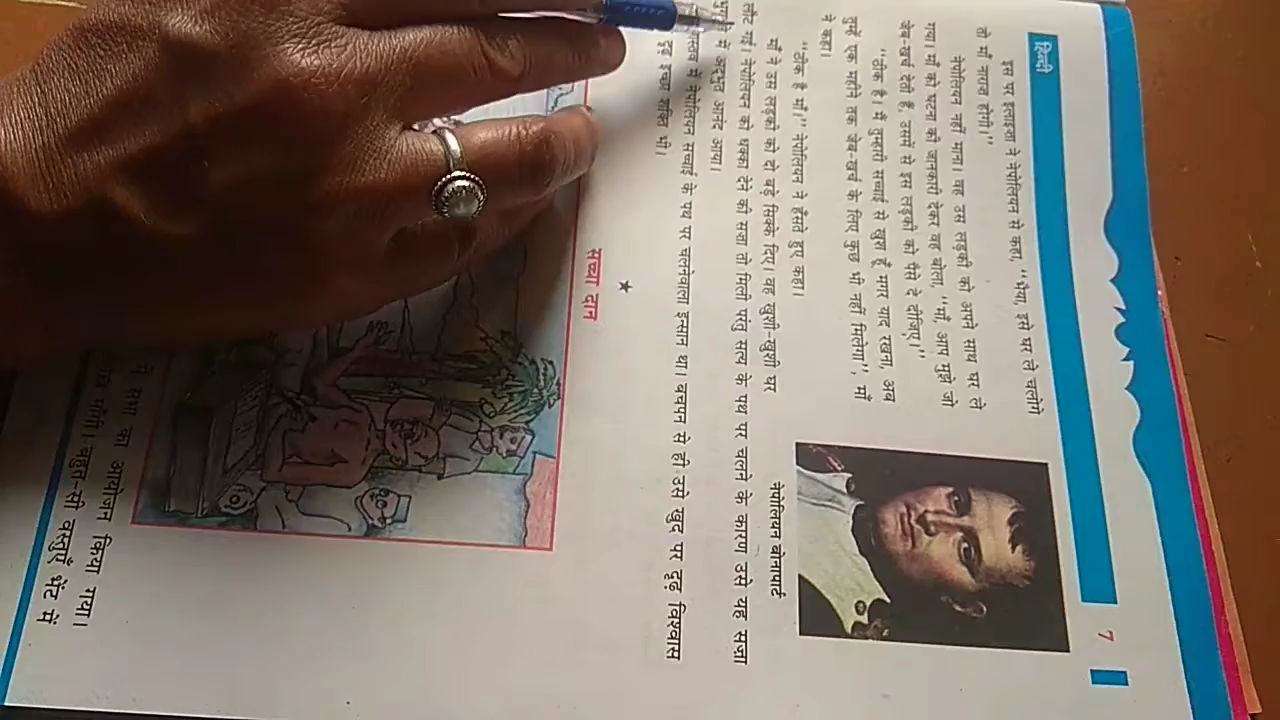 हिन्दी
7
इस पर इलाइजा ने नेपोलियन से कहा, ''भैया, इसे घर ले चलोगे
तो माँ नाराज होंगी।''
नेपोलियन नहीं माना। वह उस लड़की को अपने साथ घर ले
गया। माँ को घटना की जानकारी देकर वह बोला, ''माँ, आप मुझे जो
जेब-खर्च देती हैं, उसमें से इस लड़की को पैसे दे दीजिए।''
''ठीक है। मैं तुम्हारी सच्चाई से खुश हूँ मगर याद रखना, अब
तुम्हें एक महीने तक जेब-खर्च के लिए कुछ भी नहीं मिलेगा'', माँ
ने कहा।
''ठीक है माँ।'' नेपोलियन ने हँसते हुए कहा।
नेपोलियन बोनापार्ट
माँ ने उस लड़की को दो बड़े सिक्के दिए। वह खुशी-खुशी घर
लौट गई। नेपोलियन को धक्का देने की सजा तो मिली परंतु सत्य के पथ पर चलने के कारण उसे यह सज़ा
में अद्भुत आनंद आया।
से नेपोलियन सच्चाई के पथ पर चलनेवाला इन्सान था। बचपन से ही उसे खुद पर दृढ़ विश्वास
दृढ़ इच्छा शक्ति थी।
★
सच्चा दान
में सभा का आयोजन किया गया।
माँगी। बहुत-सी वस्तुएँ भेंट में